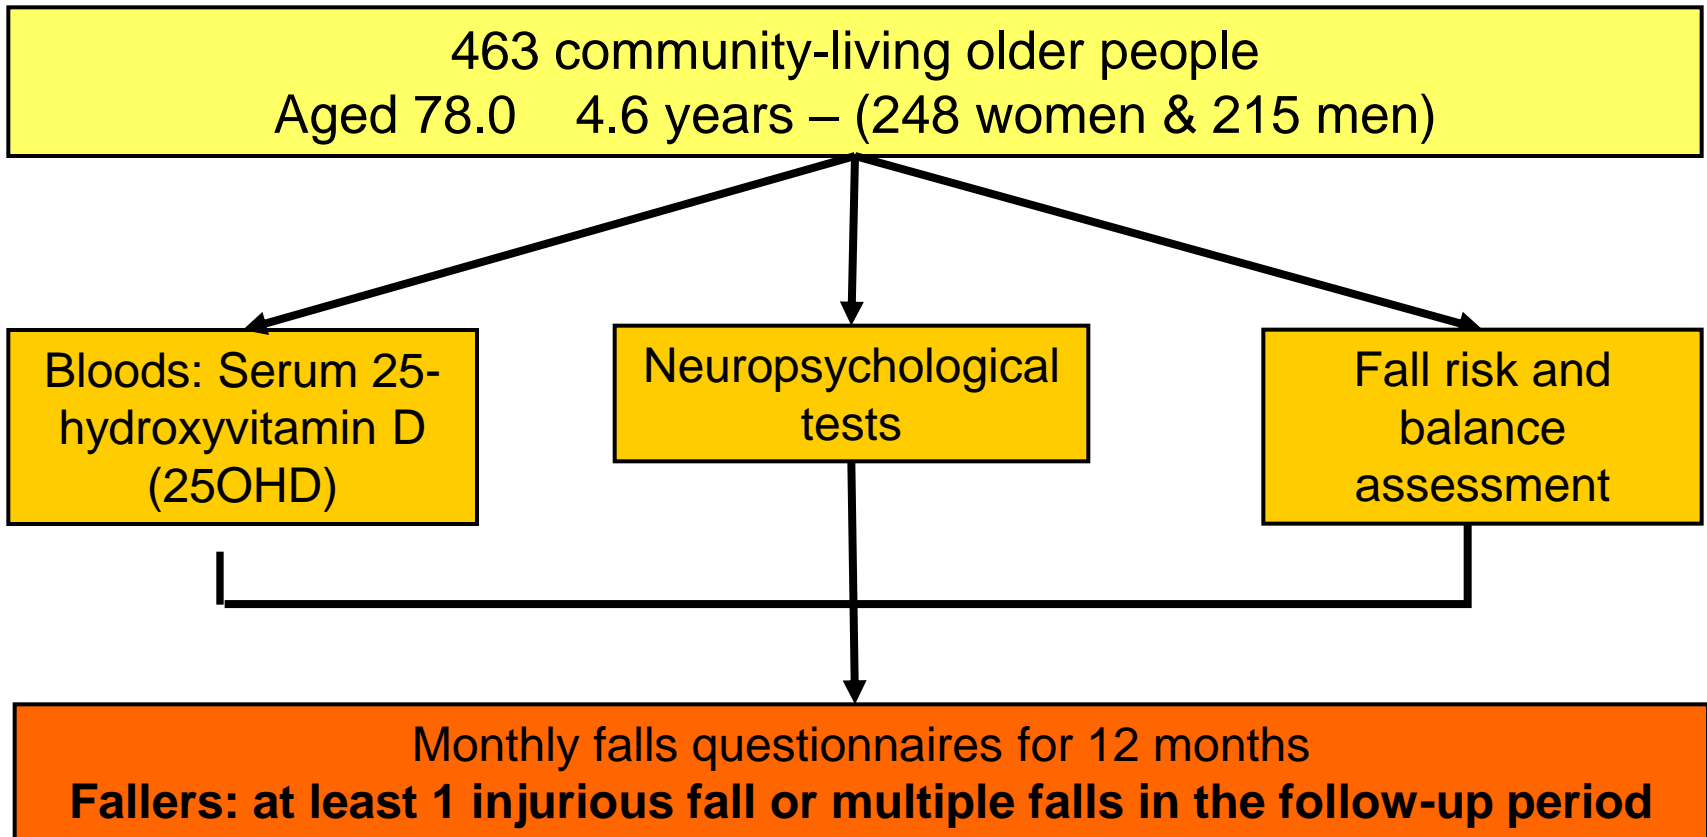 463 community-living older people
Aged 78.0 4.6 years – (248 women & 215 men)
Bloods: Serum 25-
hydroxyvitamin D
(25OHD)
Neuropsychological
tests
Fall risk and
balance
assessment
Monthly falls questionnaires for 12 months
Fallers: at least 1 injurious fall or multiple falls in the follow-up period